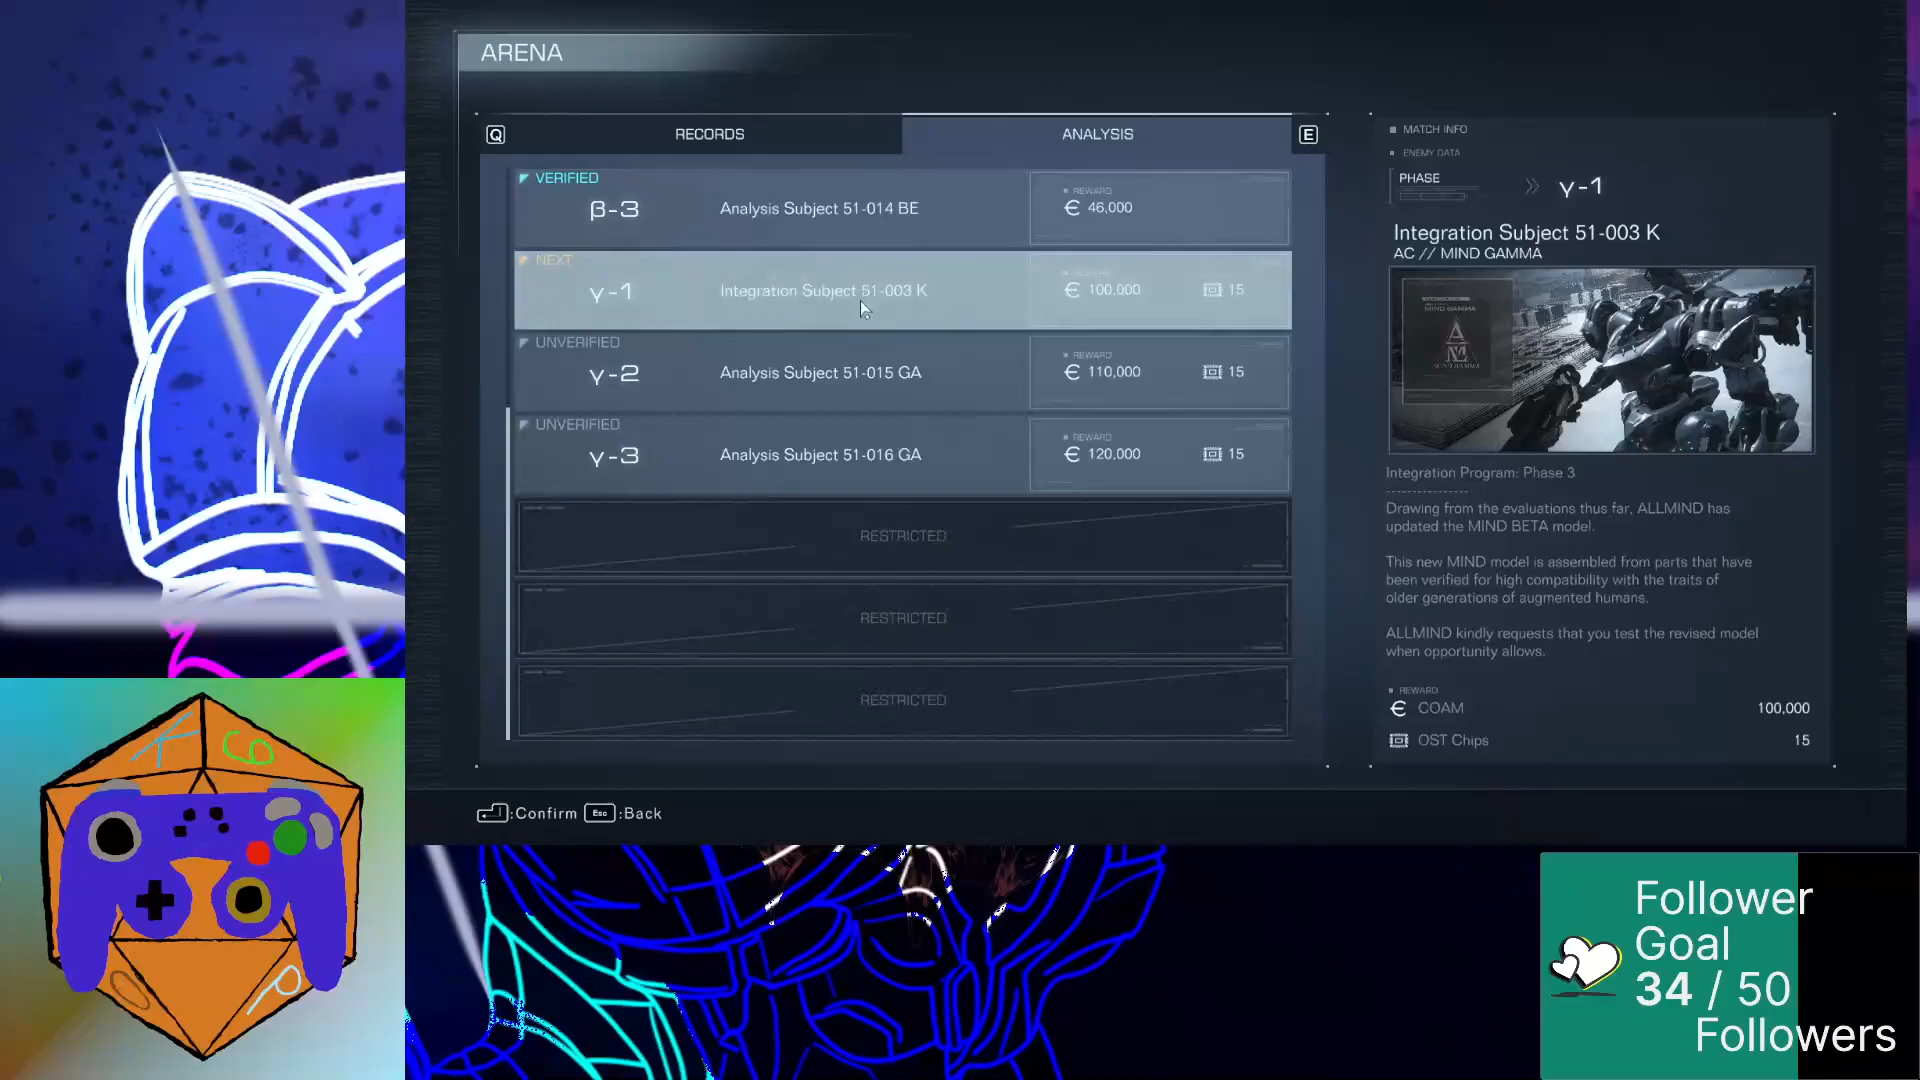 ARENA
Q
RECORDS
ANALYSIS
E
VERIFIED
β-3
Analysis Subject 51-014 BE
REWARD
46,000
NEXT
γ-1
Integration Subject 51-003 K
100,000
15
UNVERIFIED
γ-2
Analysis Subject 51-015 GA
REWARD
110,000
15
UNVERIFIED
γ-3
Analysis Subject 51-016 GA
REWARD
120,000
15
RESTRICTED
RESTRICTED
RESTRICTED
:Confirm Esc :Back
MATCH INFO
ENEMY DATA
PHASE
γ-1
Integration Subject 51-003 K
AC // MIND GAMMA
MIND GAMMA
MIND GAMMA
Integration Program: Phase 3
Drawing from the evaluations thus far, ALLMIND has
updated the MIND BETA model.
This new MIND model is assembled from parts that have
been verified for high compatibility with the traits of
older generations of augmented humans.
ALLMIND kindly requests that you test the revised model
when opportunity allows.
REWARD
COAM 100,000
OST Chips 15
K G
O P
Follower
Goal
34 / 50
Followers